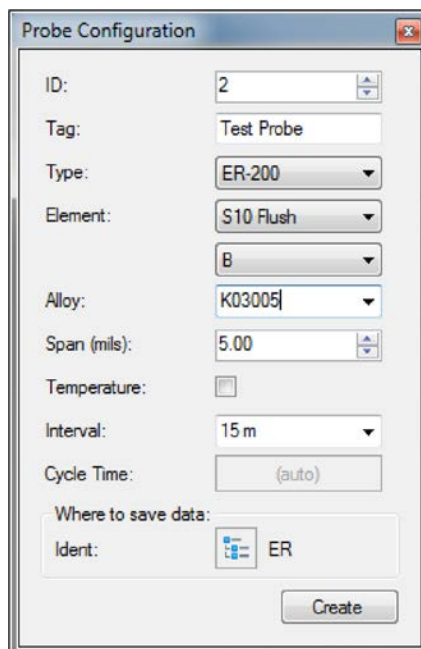 Probe Configuration
ID: 2
Tag: Test Probe
Type: ER-200
Element: S10 Flush
B
Alloy: K03005
Span (mils): 5.00
Temperature:
Interval: 15 m
Cycle Time: (auto)
Where to save data:
Ident: ER
Create